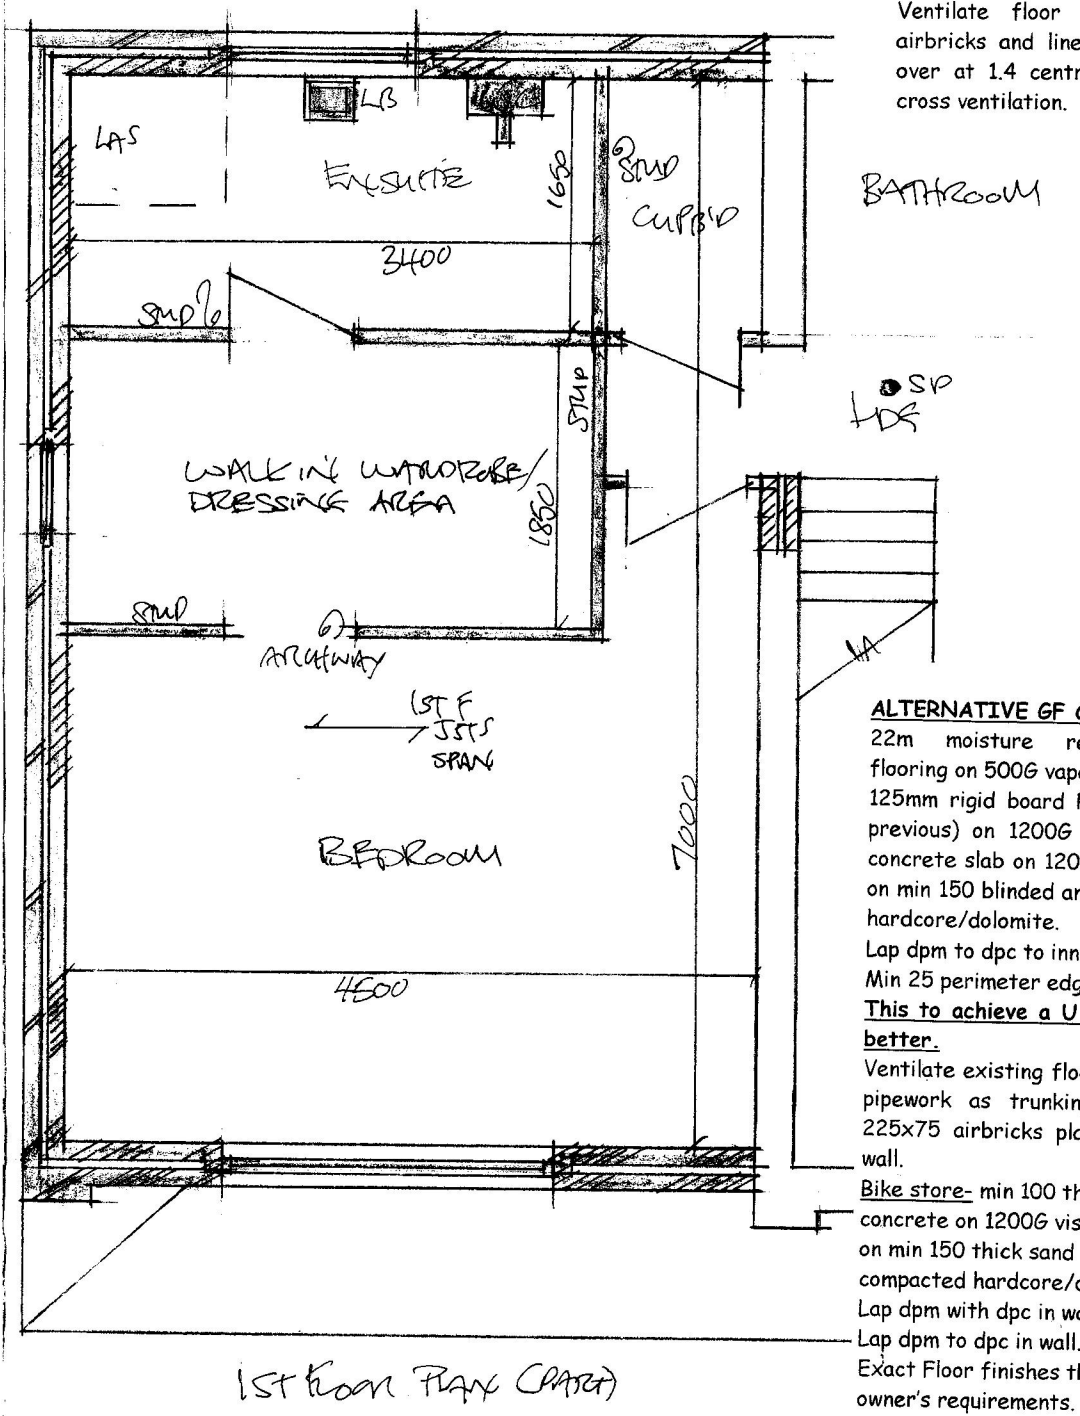 Ventilate floor
airbricks and line
over at 1.4 centr
cross ventilation.
LB
LAS
ENSUITE
1650
STUD
CUPB'D
BATHROOM
3400
STUD
STUD
SP
LDG
WALK IN WARDROBE/
DRESSING AREA
1850
STUD
ARCHWAY
1ST F
JSTS
SPAN
BEDROOM
7000
4500
ALTERNATIVE GF
22m moisture re
flooring on 500G vap
125mm rigid board
previous) on 1200G
concrete slab on 120
on min 150 blinded a
hardcore/dolomite.
Lap dpm to dpc to inn
Min 25 perimeter edg
This to achieve a U
better.
Ventilate existing flo
pipework as trunkin
225x75 airbricks pl
wall.
Bike store- min 100 th
concrete on 1200G vis
on min 150 thick sand
compacted hardcore/
Lap dpm with dpc in w
Lap dpm to dpc in wall.
Exact Floor finishes t
owner's requirements.
1ST FLOOR PLAN (PART)